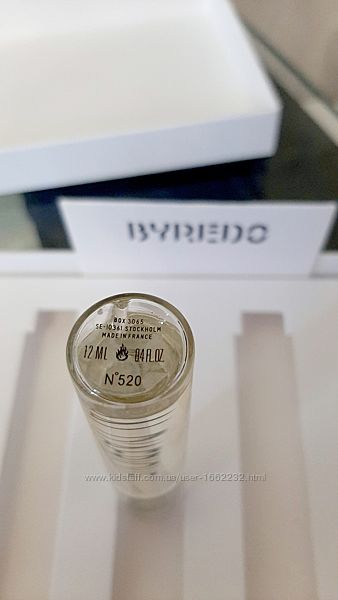 BYREDO
BOX 3065
SE-10361 STOCKHOLM
MADE IN FRANCE
12 ML 0.4 FL.OZ.
N°520
www.kidstaff.com.ua/user-1662232.html